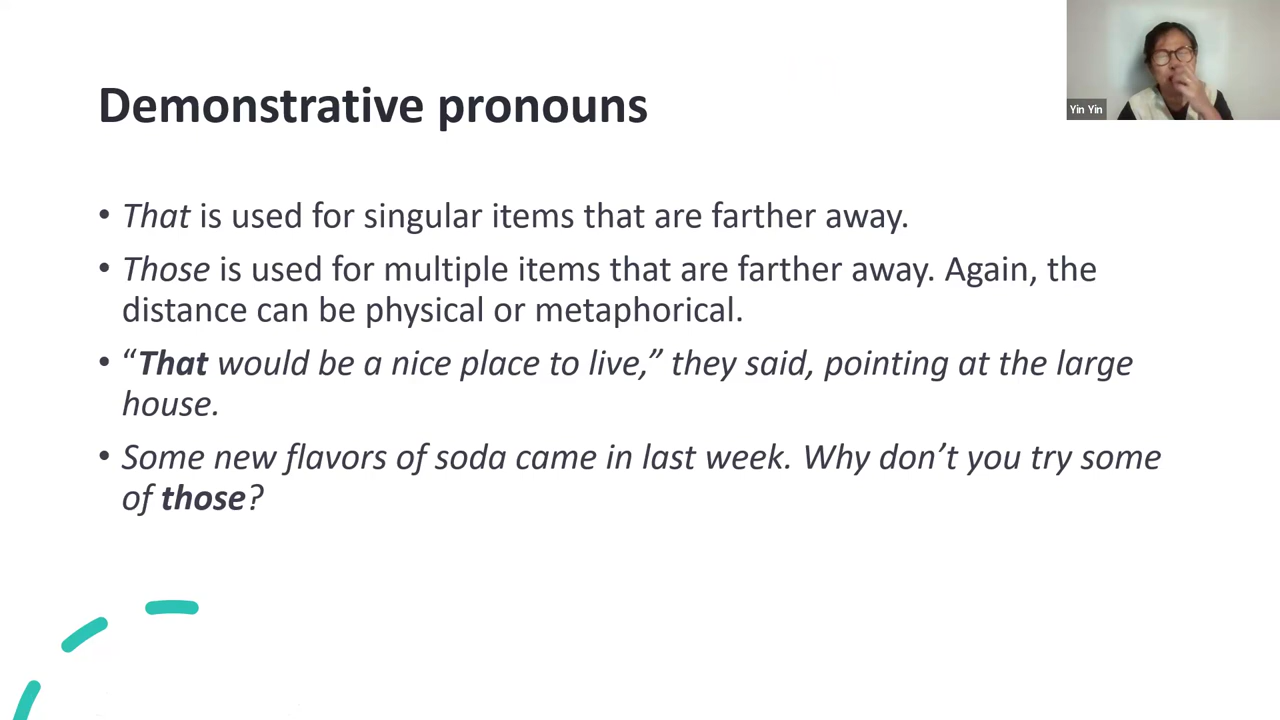 Demonstrative pronouns
Yin Yin
• That is used for singular items that are farther away.
• Those is used for multiple items that are farther away. Again, the
distance can be physical or metaphorical.
• “That would be a nice place to live,” they said, pointing at the large
house.
• Some new flavors of soda came in last week. Why don’t you try some
of those?